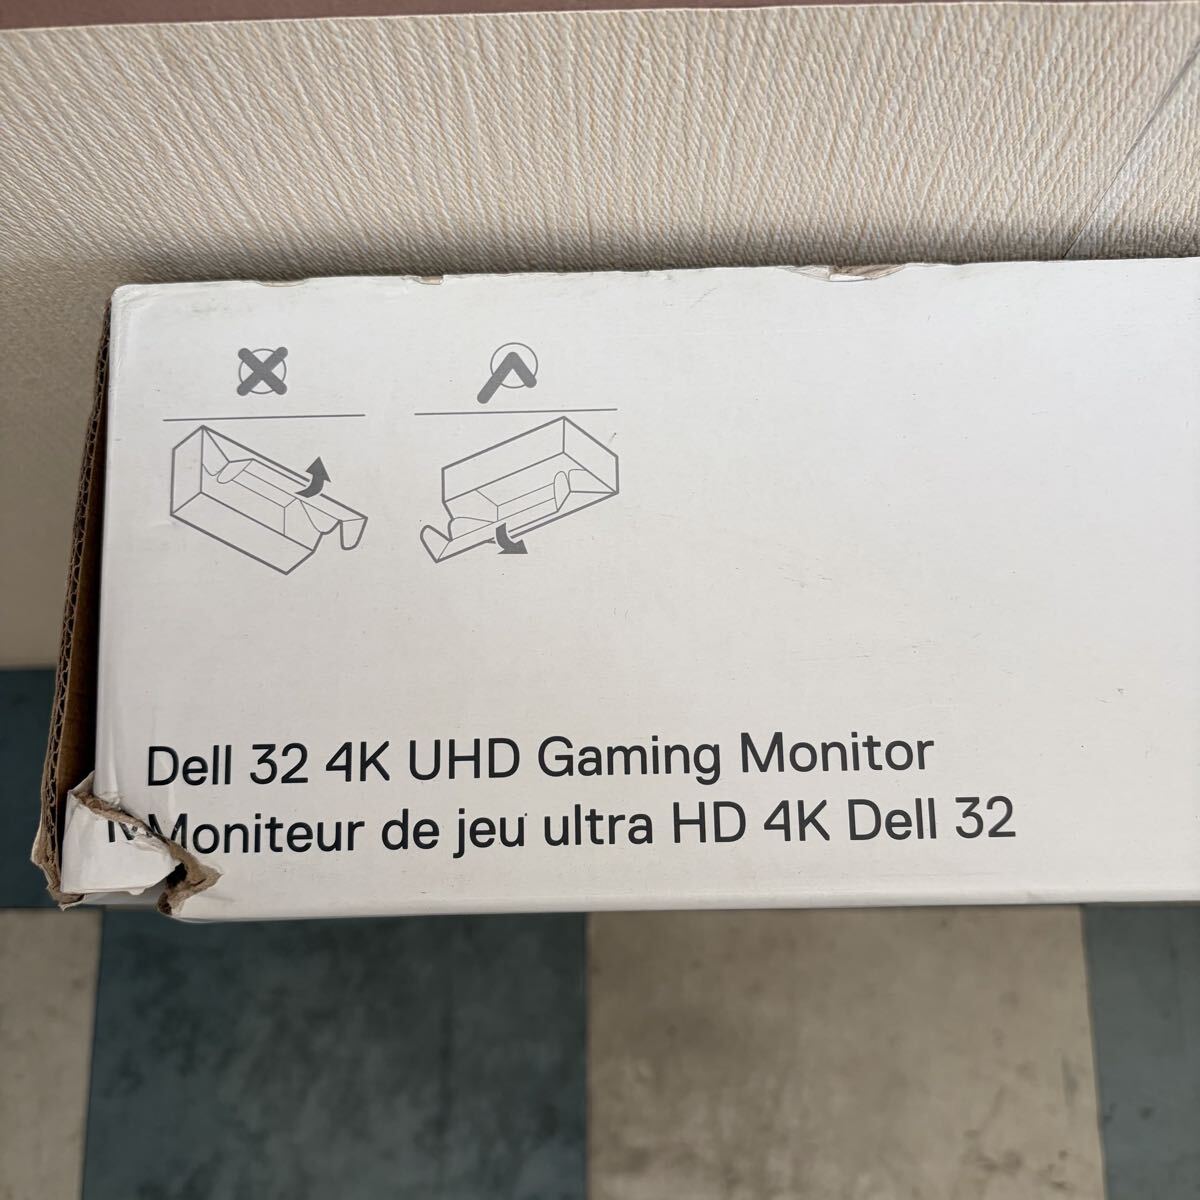 Dell 32 4K UHD Gaming Monitor
Moniteur de jeu ultra HD 4K Dell 32